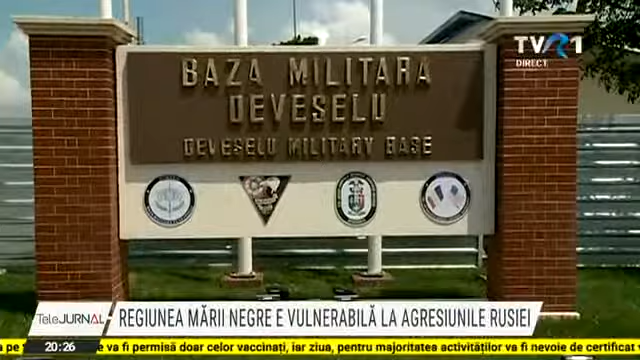 TVR1
DIRECT
BAZA MILITARĂ
DEVESELU
DEVESELU MILITARY BASE
TeleJURNAL
REGIUNEA MĂRII NEGRE E VULNERABILĂ LA AGRESIUNILE RUSIEI
20:26
e va fi permisă doar celor vaccinați, iar ziua, pentru majoritatea activităților va fi nevoie de certificat